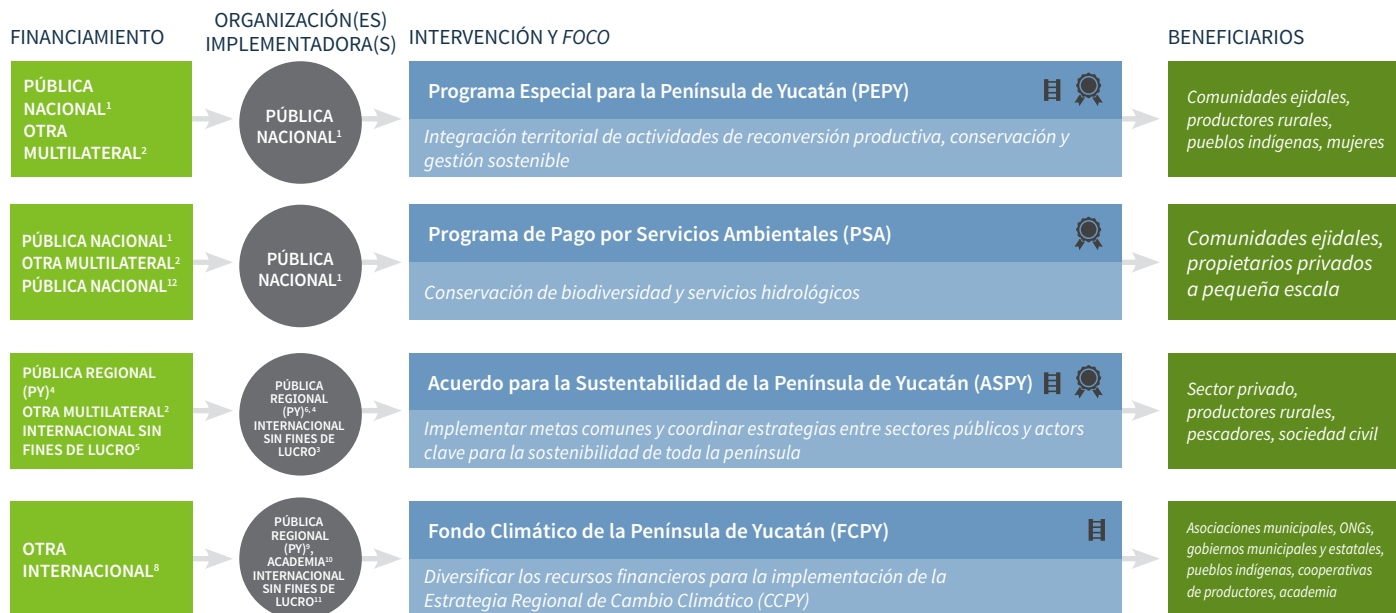 FINANCIAMIENTO
ORGANIZACIÓN(ES)
IMPLEMENTADORA(S)
INTERVENCIÓN Y FOCO
BENEFICIARIOS
PÚBLICA
NACIONAL¹
OTRA
MULTILATERAL²
PÚBLICA
NACIONAL¹
Programa Especial para la Península de Yucatán (PEPY)
Integración territorial de actividades de reconversión productiva, conservación y
gestión sostenible
Comunidades ejidales,
productores rurales,
pueblos indígenas, mujeres
PÚBLICA NACIONAL¹
OTRA MULTILATERAL²
PÚBLICA NACIONAL¹²
PÚBLICA
NACIONAL¹
Programa de Pago por Servicios Ambientales (PSA)
Conservación de biodiversidad y servicios hidrológicos
Comunidades ejidales,
propietarios privados
a pequeña escala
PÚBLICA REGIONAL
(PY)⁴
OTRA MULTILATERAL²
INTERNACIONAL SIN
FINES DE LUCRO⁵
PÚBLICA
REGIONAL
(PY)⁶˒ ⁴
INTERNACIONAL
SIN FINES DE
LUCRO³
Acuerdo para la Sustentabilidad de la Península de Yucatán (ASPY)
Implementar metas comunes y coordinar estrategias entre sectores públicos y actors
clave para la sostenibilidad de toda la península
Sector privado,
productores rurales,
pescadores, sociedad civil
OTRA
INTERNACIONAL⁸
PÚBLICA
REGIONAL
(PY)⁹,
ACADEMIA¹⁰
INTERNACIONAL
SIN FINES DE
LUCRO¹¹
Fondo Climático de la Península de Yucatán (FCPY)
Diversificar los recursos financieros para la implementación de la
Estrategia Regional de Cambio Climático (CCPY)
Asociaciones municipales, ONGs,
gobiernos municipales y estatales,
pueblos indígenas, cooperativas
de productores, academia